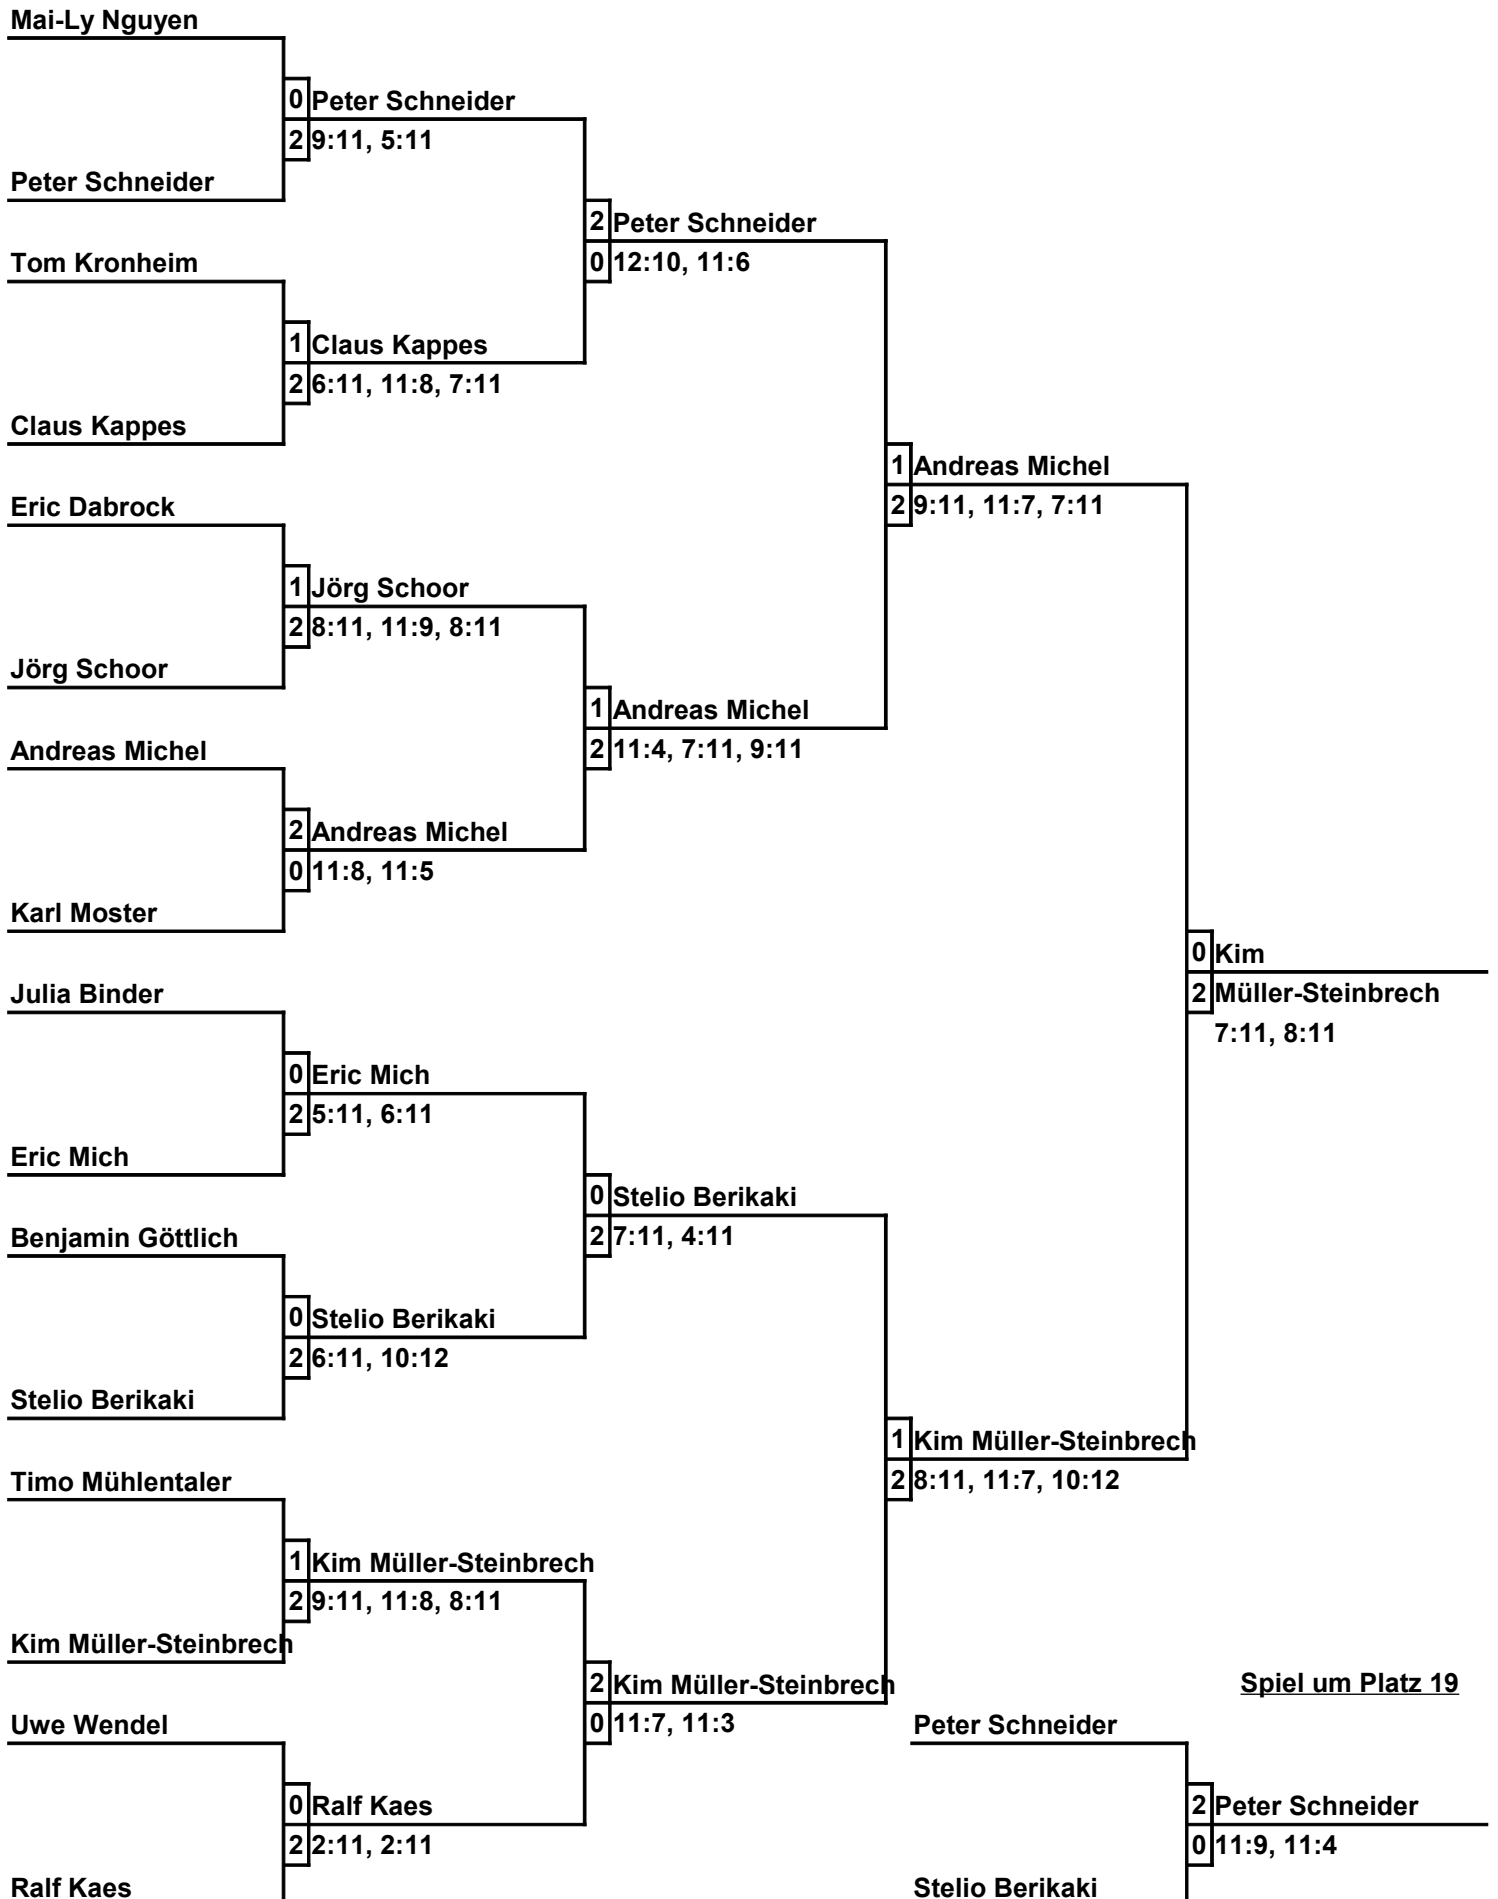 Mai-Ly Nguyen
0 Peter Schneider
2 9:11, 5:11
Peter Schneider
2 Peter Schneider
0 12:10, 11:6
Tom Kronheim
1 Claus Kappes
2 6:11, 11:8, 7:11
Claus Kappes
1 Andreas Michel
2 9:11, 11:7, 7:11
Eric Dabrock
1 Jörg Schoor
2 8:11, 11:9, 8:11
Jörg Schoor
1 Andreas Michel
2 11:4, 7:11, 9:11
Andreas Michel
2 Andreas Michel
0 11:8, 11:5
Karl Moster
0 Kim
2 Müller-Steinbrech
7:11, 8:11
Julia Binder
0 Eric Mich
2 5:11, 6:11
Eric Mich
0 Stelio Berikaki
2 7:11, 4:11
Benjamin Göttlich
0 Stelio Berikaki
2 6:11, 10:12
Stelio Berikaki
1 Kim Müller-Steinbrech
2 8:11, 11:7, 10:12
Timo Mühlentaler
1 Kim Müller-Steinbrech
2 9:11, 11:8, 8:11
Kim Müller-Steinbrech
2 Kim Müller-Steinbrech
0 11:7, 11:3
Uwe Wendel
0 Ralf Kaes
2 2:11, 2:11
Ralf Kaes
Spiel um Platz 19
Peter Schneider
2 Peter Schneider
0 11:9, 11:4
Stelio Berikaki